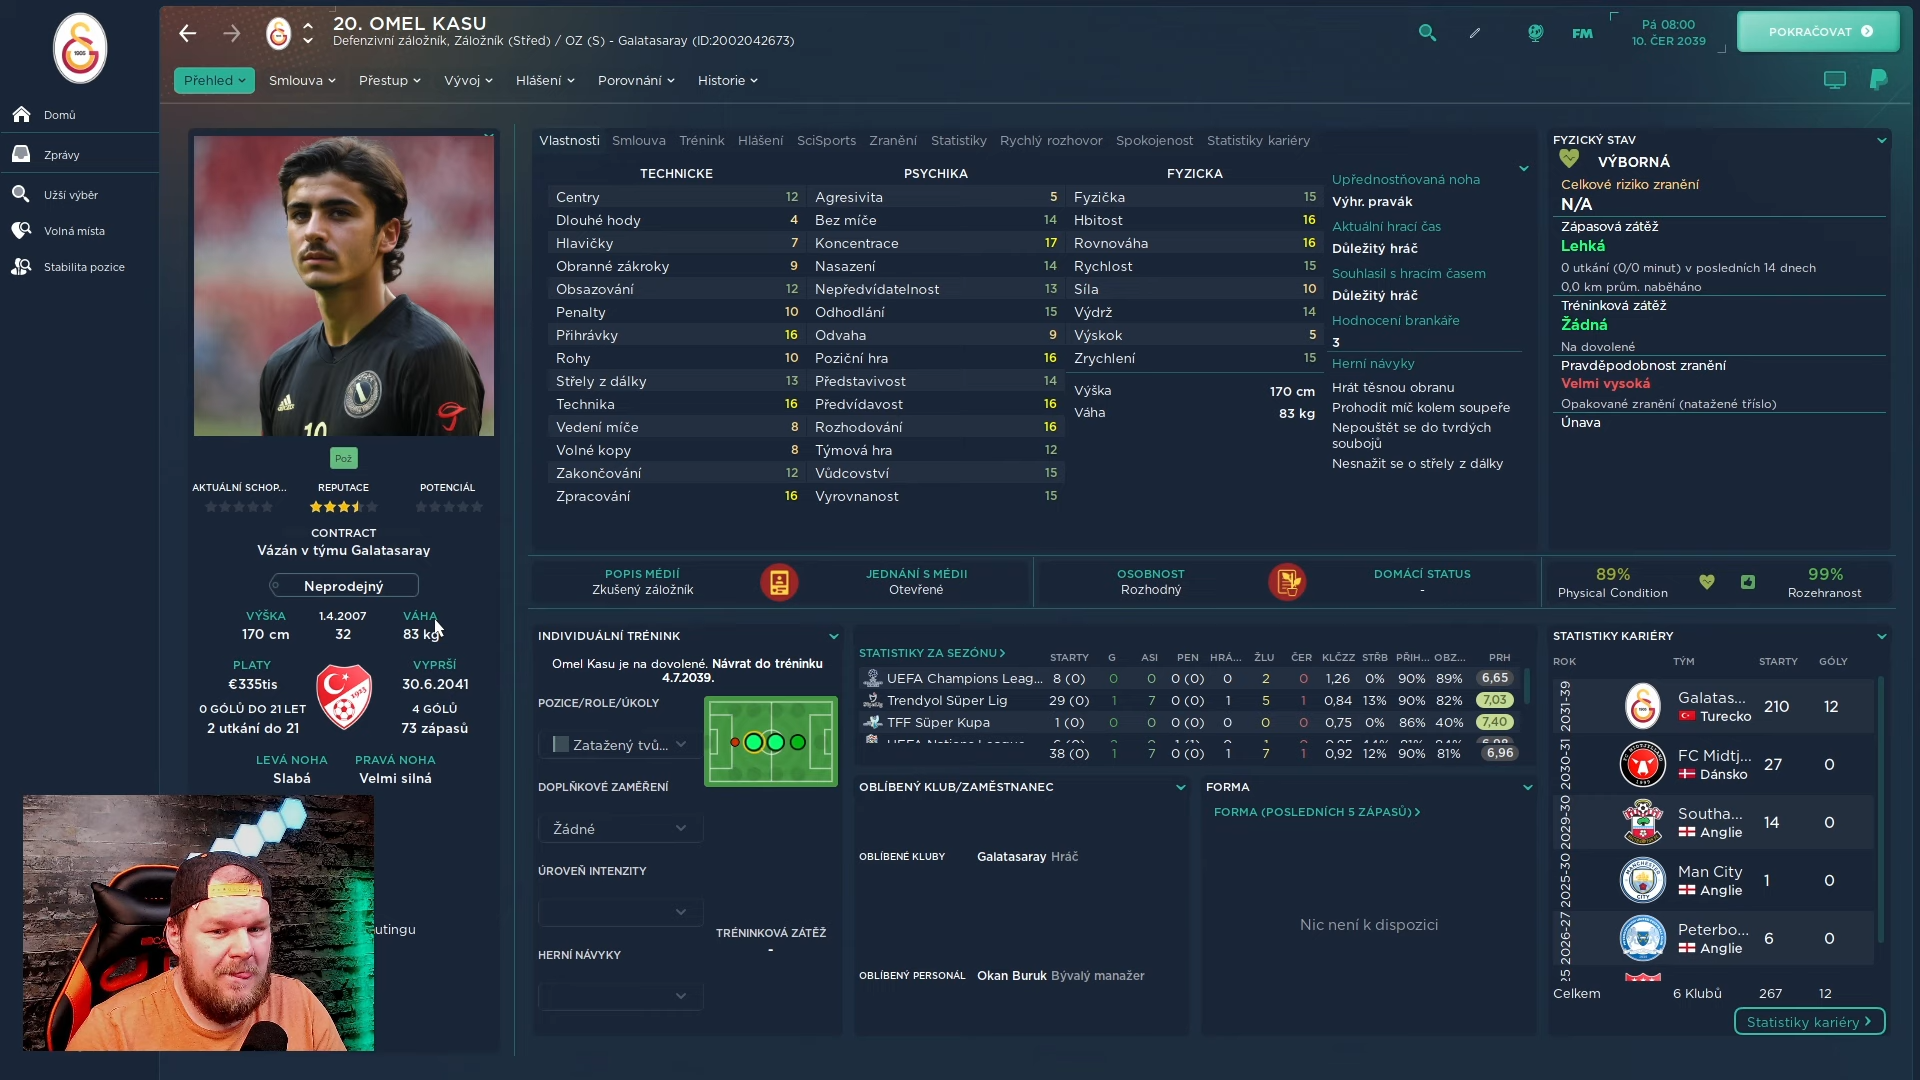 20. OMEL KASU
Defenzivní záložník, Záložník (Střed) / OZ (S) - Galatasaray (ID:2002042673)
FM
Pá 08:00
10. ČER 2039
POKRAČOVAT
Přehled
Smlouva
Přestup
Vývoj
Hlášení
Porovnání
Historie
Domů
Zprávy
Užší výběr
Volná místa
Stabilita pozice
10
Pož
AKTUÁLNÍ SCHOP... REPUTACE POTENCIÁL
CONTRACT
Vázán v týmu Galatasaray
Neprodejný
VÝŠKA 1.4.2007 VÁHA
170 cm 32 83 kg
PLATY VYPRŠÍ
€335tis 30.6.2041
0 GÓLŮ DO 21 LET 4 GÓLŮ
2 utkání do 21 73 zápasů
LEVÁ NOHA PRAVÁ NOHA
Slabá Velmi silná
utingu
Vlastnosti Smlouva Trénink Hlášení SciSports Zranění Statistiky Rychlý rozhovor Spokojenost Statistiky kariéry
TECHNICKE PSYCHIKA FYZICKA
Centry 12 Agresivita 5 Fyzička 15
Dlouhé hody 4 Bez míče 14 Hbitost 16
Hlavičky 7 Koncentrace 17 Rovnováha 16
Obranné zákroky 9 Nasazení 14 Rychlost 15
Obsazování 12 Nepředvídatelnost 13 Síla 10
Penalty 10 Odhodlání 15 Výdrž 14
Přihrávky 16 Odvaha 9 Výskok 5
Rohy 10 Poziční hra 16 Zrychlení 15
Střely z dálky 13 Představivost 14
Technika 16 Předvídavost 16
Vedení míče 8 Rozhodování 16
Volné kopy 8 Týmová hra 12
Zakončování 12 Vůdcovství 15
Zpracování 16 Vyrovnanost 15
Výška 170 cm
Váha 83 kg
Upřednostňovaná noha
Výhr. pravák
Aktuální hrací čas
Důležitý hráč
Souhlasil s hracím časem
Důležitý hráč
Hodnocení brankáře
3
Herní návyky
Hrát těsnou obranu
Prohodit míč kolem soupeře
Nepouštět se do tvrdých
soubojů
Nesnažit se o střely z dálky
FYZICKÝ STAV
VÝBORNÁ
Celkové riziko zranění
N/A
Zápasová zátěž
Lehká
0 utkání (0/0 minut) v posledních 14 dnech
0,0 km prům. naběháno
Tréninková zátěž
Žádná
Na dovolené
Pravděpodobnost zranění
Velmi vysoká
Opakované zranění (natažené tříslo)
Únava
POPIS MÉDIÍ
Zkušený záložník
JEDNÁNÍ S MÉDII
Otevřené
OSOBNOST
Rozhodný
DOMÁCÍ STATUS
-
89%
Physical Condition
99%
Rozehranost
INDIVIDUÁLNÍ TRÉNINK
Omel Kasu je na dovolené. Návrat do tréninku
4.7.2039.
POZICE/ROLE/ÚKOLY
Zatažený tvů...
DOPLŇKOVÉ ZAMĚŘENÍ
Žádné
ÚROVEŇ INTENZITY
TRÉNINKOVÁ ZÁTĚŽ
-
HERNÍ NÁVYKY
STATISTIKY ZA SEZÓNU STARTY G ASI PEN HRÁ... ŽLU ČER KLČZZ STŘB PŘIH... OBZ... PRH
UEFA Champions Leag... 8 (0) 0 0 0 (0) 0 2 0 1,26 0% 90% 89% 6,65
Trendyol Süper Lig 29 (0) 1 7 0 (0) 1 5 1 0,84 13% 90% 82% 7,03
TFF Süper Kupa 1 (0) 0 0 0 (0) 0 0 0 0,75 0% 86% 40% 7,40
38 (0) 1 7 0 (0) 1 7 1 0,92 12% 90% 81% 6,96
OBLÍBENÝ KLUB/ZAMĚSTNANEC
OBLÍBENÉ KLUBY Galatasaray Hráč
OBLÍBENÝ PERSONÁL Okan Buruk Bývalý manažer
FORMA
FORMA (POSLEDNÍCH 5 ZÁPASŮ)
Nic není k dispozici
STATISTIKY KARIÉRY
ROK TÝM STARTY GÓLY
2031-39 Galatas... Turecko 210 12
2030-31 FC Midtj... Dánsko 27 0
2029-30 Southa... Anglie 14 0
2025-30 Man City Anglie 1 0
2026-27 Peterbo... Anglie 6 0
Celkem 6 Klubů 267 12
Statistiky kariéry